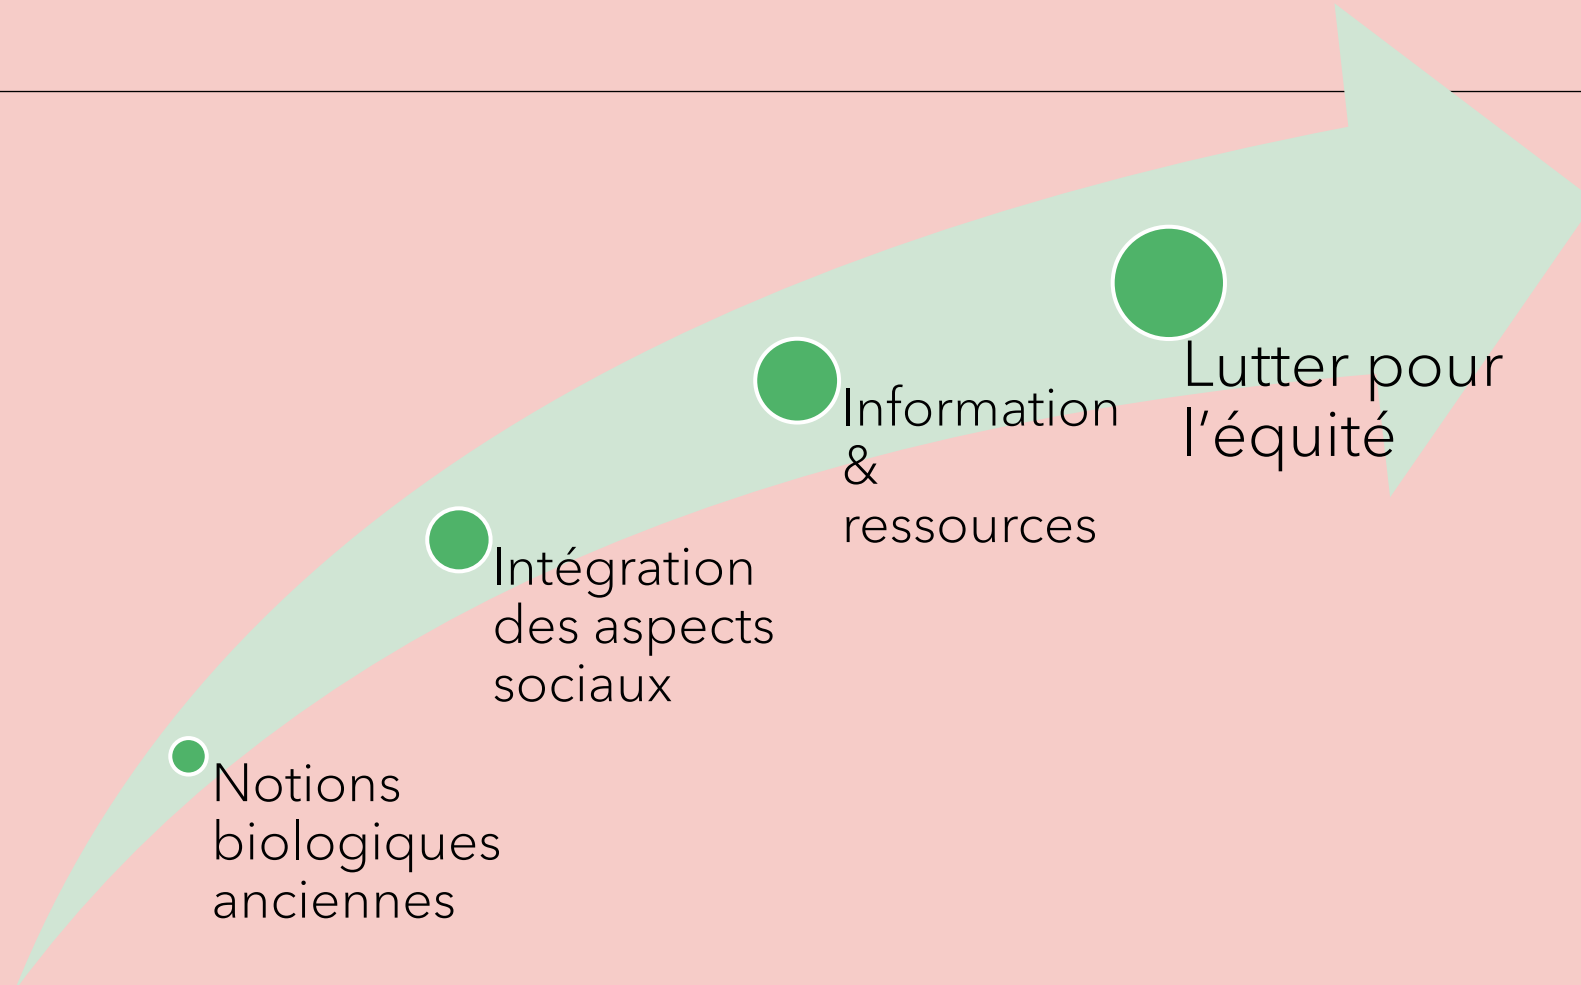 Notions
biologiques
anciennes
Intégration
des aspects
sociaux
Information
&
ressources
Lutter pour
l’équité